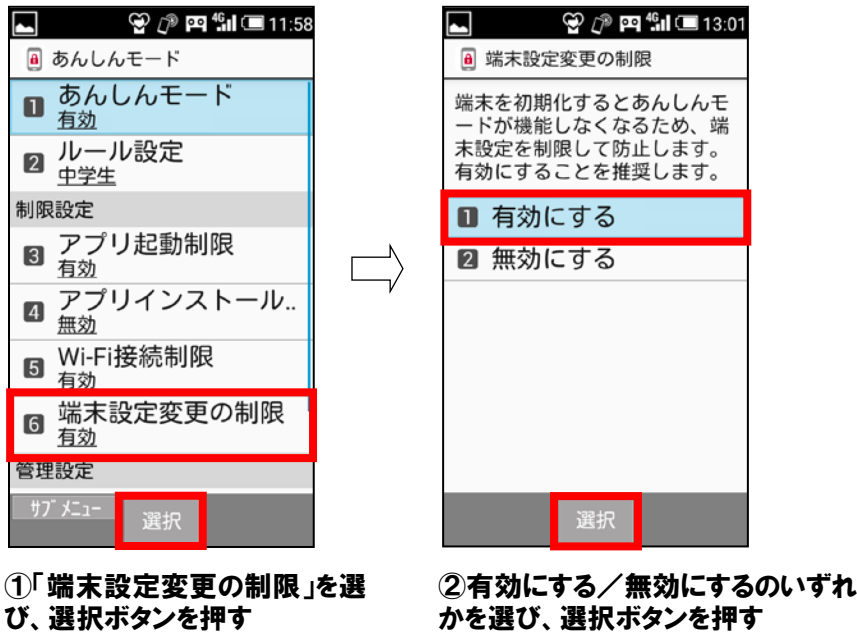 4G 11:58
あんしんモード
1 あんしんモード
有効
2 ルール設定
中学生
制限設定
3 アプリ起動制限
有効
4 アプリインストール..
無効
5 Wi-Fi接続制限
有効
6 端末設定変更の制限
有効
管理設定
ｻﾌﾞﾒﾆｭｰ 選択
①「端末設定変更の制限」を選
び、選択ボタンを押す
4G 13:01
端末設定変更の制限
端末を初期化するとあんしんモ
ードが機能しなくなるため、端
末設定を制限して防止します。
有効にすることを推奨します。
1 有効にする
2 無効にする
選択
②有効にする／無効にするのいずれ
かを選び、選択ボタンを押す